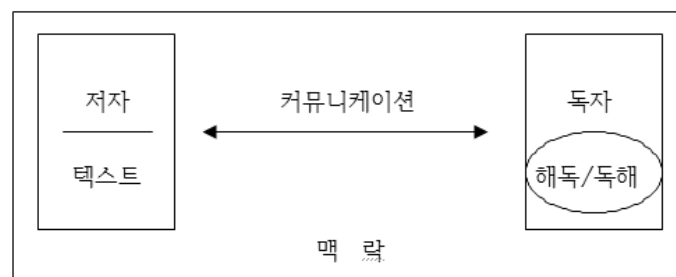 저자
커뮤니케이션
독자
텍스트
해독/독해
맥 락